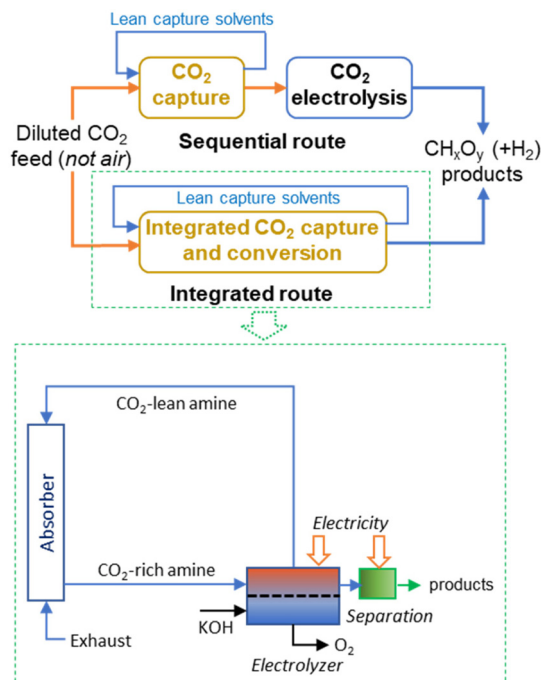 Lean capture solvents
CO₂
capture
CO₂
electrolysis
Sequential route
Diluted CO₂
feed (not air)
CHₓOᵧ (+H₂)
products
Lean capture solvents
Integrated CO₂ capture
and conversion
Integrated route
CO₂-lean amine
Absorber
Electricity
CO₂-rich amine
products
KOH
Separation
Exhaust
O₂
Electrolyzer